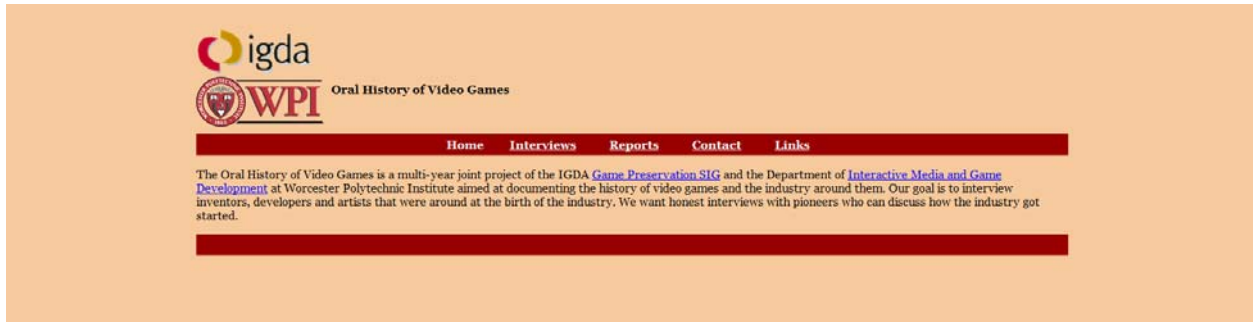 igda
WPI
Oral History of Video Games
Home Interviews Reports Contact Links
The Oral History of Video Games is a multi-year joint project of the IGDA Game Preservation SIG and the Department of Interactive Media and Game
Development at Worcester Polytechnic Institute aimed at documenting the history of video games and the industry around them. Our goal is to interview
inventors, developers and artists that were around at the birth of the industry. We want honest interviews with pioneers who can discuss how the industry got
started.